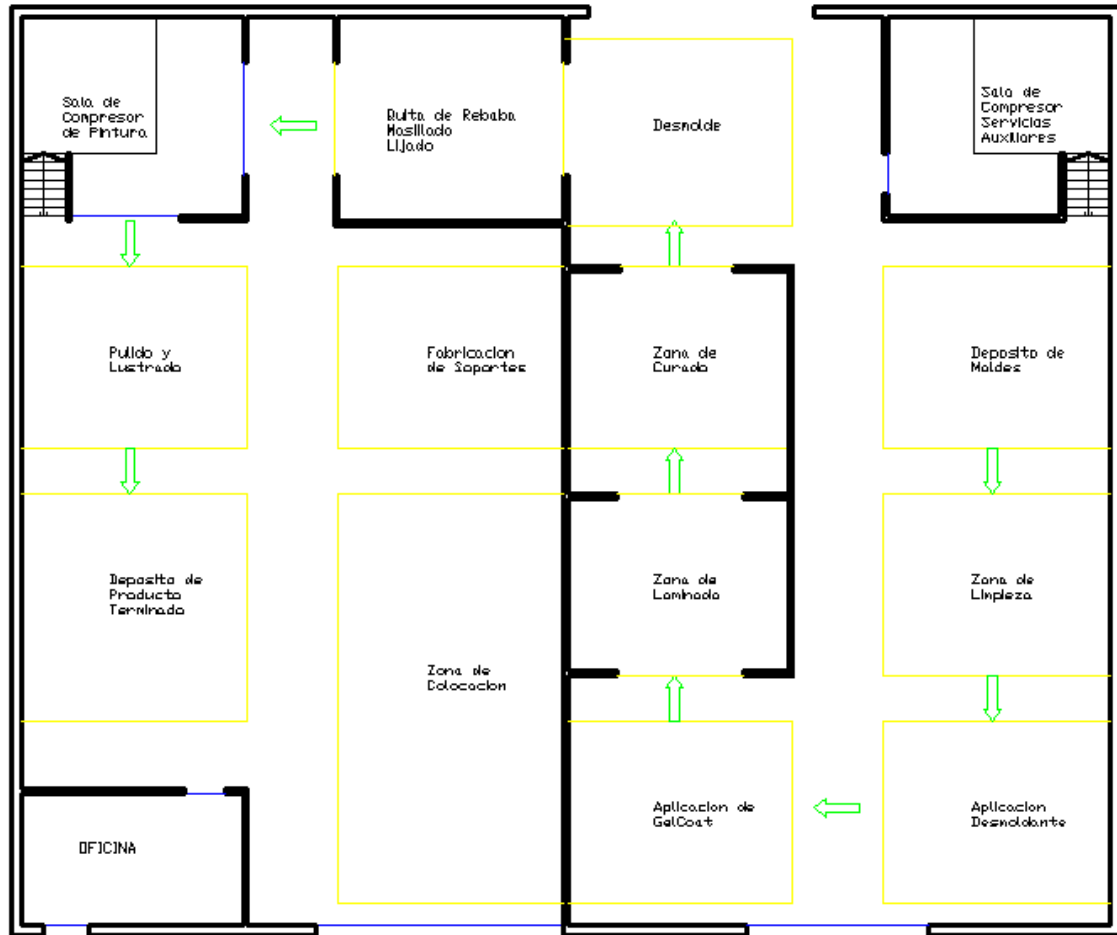 Sala de
Compresor
de Pintura
Quita de Rebaba
Masillado
Lijado
Desmolde
Sala de
Compresor
Servicios
Auxiliares
Pulido y
Lustrado
Fabricacion
de Soportes
Zona de
Curado
Deposito de
Moldes
Deposito de
Producto
Terminado
Zona de
Colocacion
Zona de
Laminado
Zona de
Limpieza
Aplicacion de
GelCoat
Aplicacion
Desmoldante
OFICINA